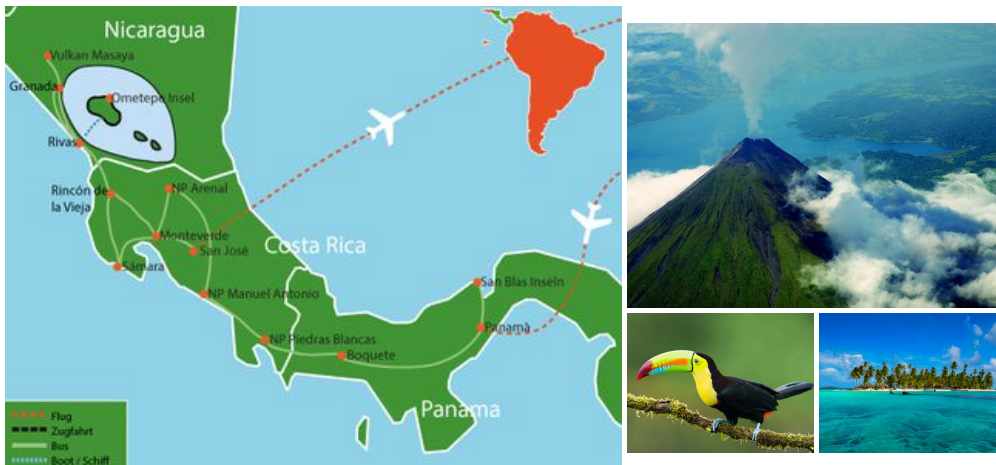 Nicaragua
Vulkan Masaya
Granada
Ometepe Insel
Rivas
Rincón de
la Vieja
NP Arenal
Monteverde
San José
Costa Rica
Sámara
NP Manuel Antonio
San Blas Inseln
NP Piedras Blancas
Panamà
Boquete
Panama
Flug
Zugfahrt
Bus
Boot / Schiff